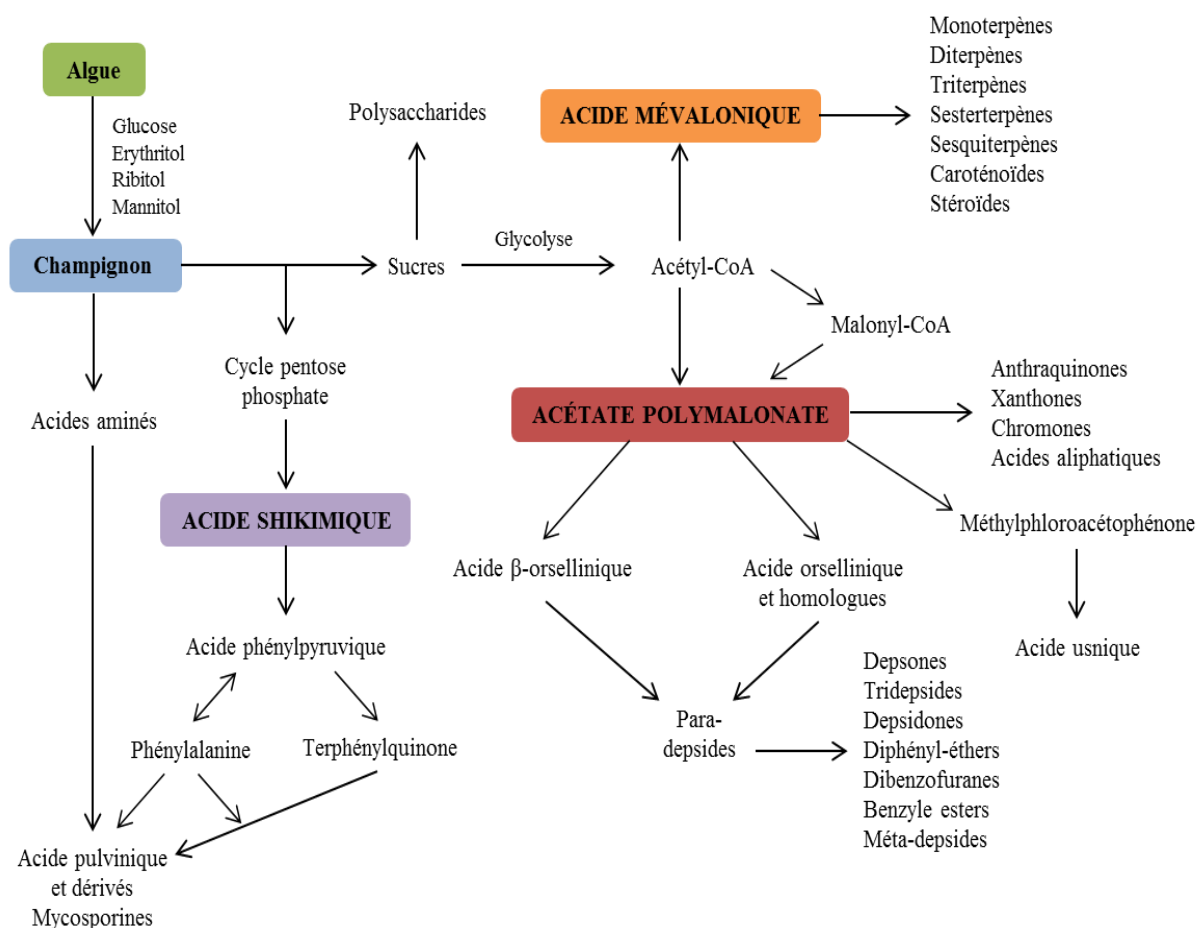 Algue
Glucose
Erythritol
Ribitol
Mannitol
Champignon
Acides aminés
Polysaccharides
Sucres
Glycolyse
Acétyl-CoA
Malonyl-CoA
ACIDE MÉVALONIQUE
Monoterpènes
Diterpènes
Triterpènes
Sesterterpènes
Sesquiterpènes
Caroténoïdes
Stéroïdes
Cycle pentose
phosphate
ACIDE SHIKIMIQUE
Acide phénylpyruvique
Phénylalanine
Terphénylquinone
Acide pulvinique
et dérivés
Mycosporines
ACÉTATE POLYMALONATE
Anthraquinones
Xanthones
Chromones
Acides aliphatiques
Méthylphloroacétophénone
Acide usnique
Acide β-orsellinique
Acide orsellinique
et homologues
Para-
depsides
Depsones
Tridepsides
Depsidones
Diphényl-éthers
Dibenzofuranes
Benzyle esters
Méta-depsides